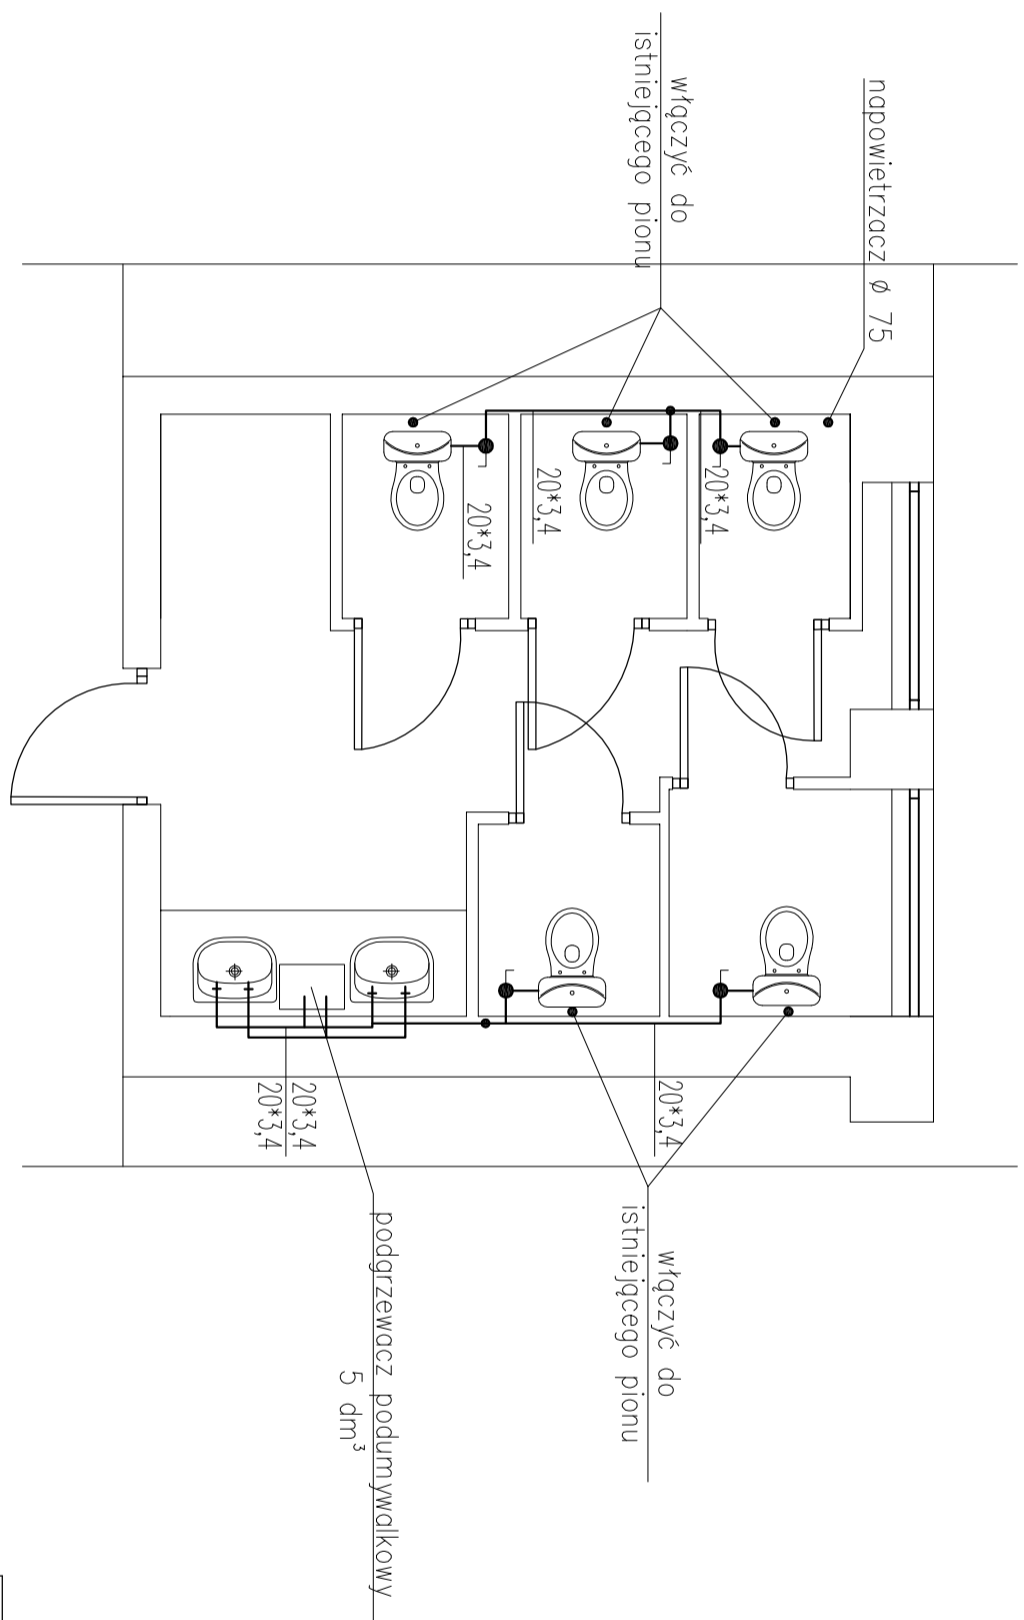 napowietrzacz ø 75
włączyć do
istniejącego pionu
20*3,4
20*3,4
20*3,4
20*3,4
20*3,4
20*3,4
włączyć do
istniejącego pionu
podgrzewacz podumywalkowy
5 dm³